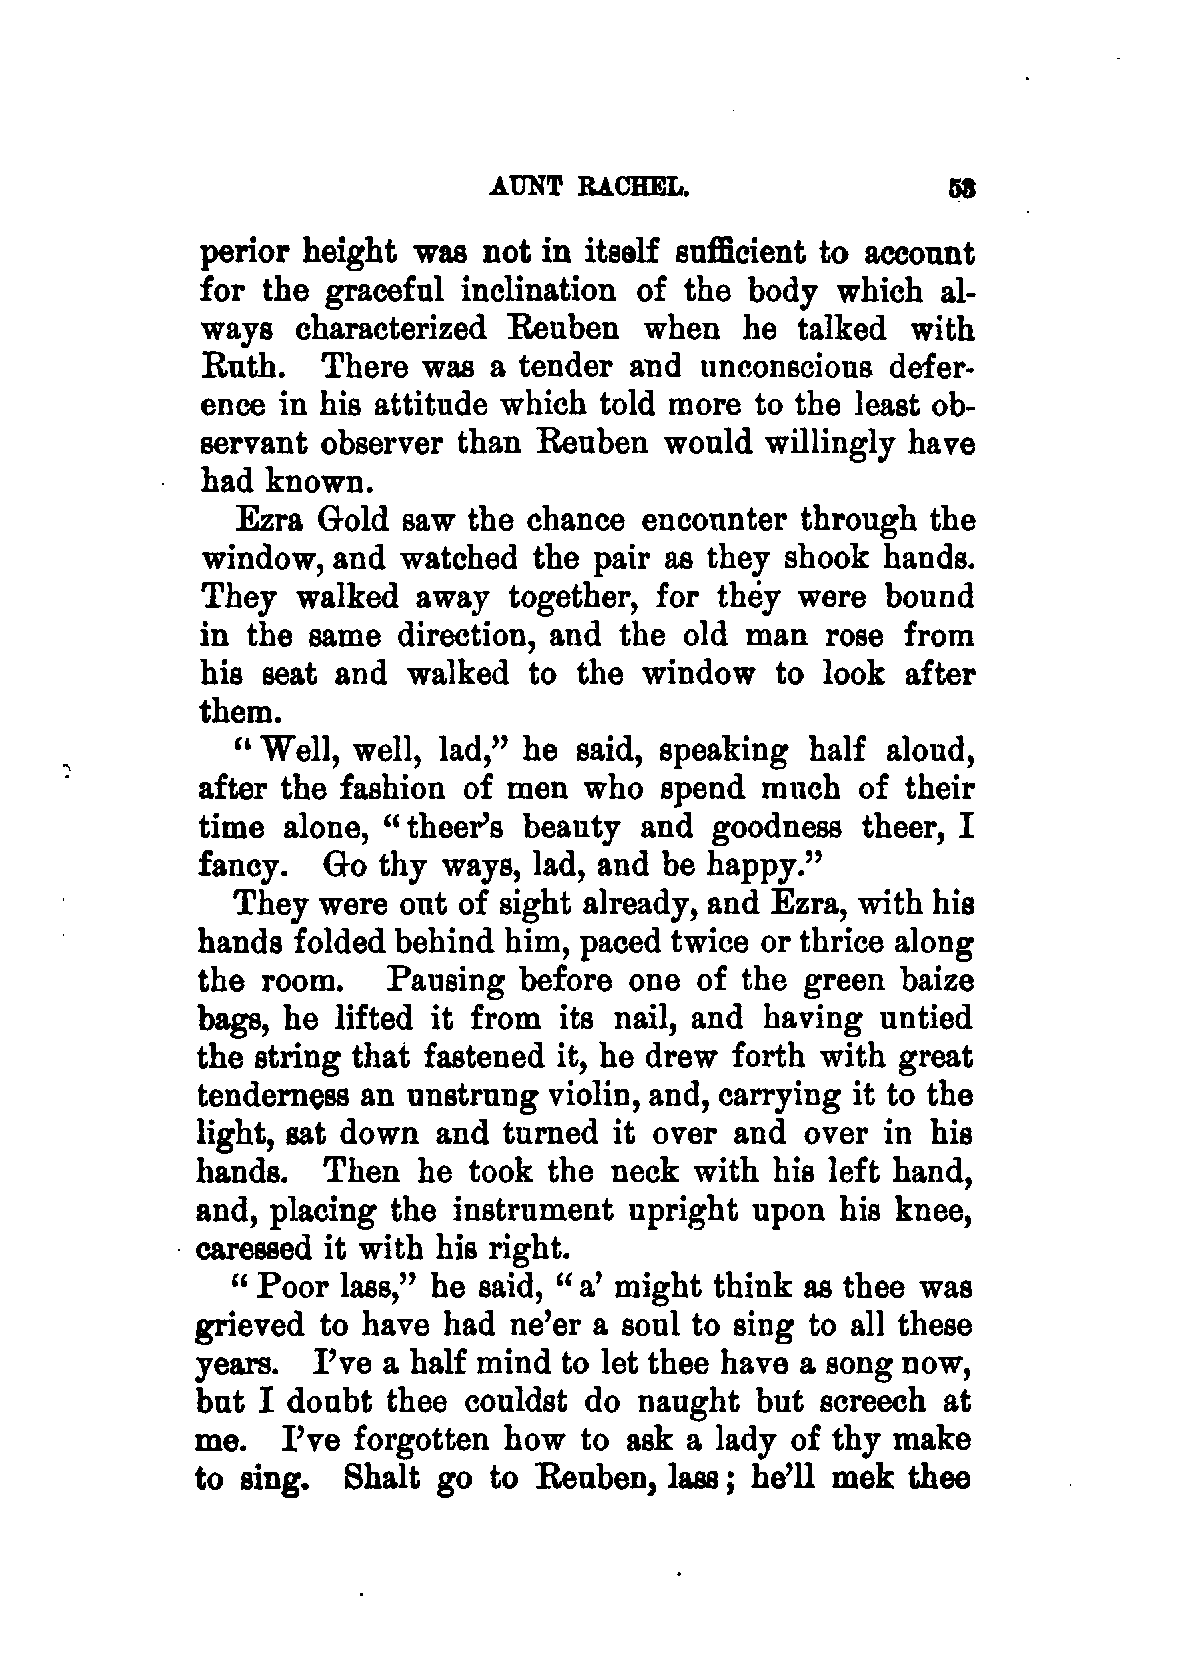 AUNT RACHEL. 53
perior height was not in itself sufficient to account
for the graceful inclination of the body which al-
ways characterized Reuben when he talked with
Ruth. There was a tender and unconscious defer-
ence in his attitude which told more to the least ob-
servant observer than Reuben would willingly have
had known.
Ezra Gold saw the chance encounter through the
window, and watched the pair as they shook hands.
They walked away together, for they were bound
in the same direction, and the old man rose from
his seat and walked to the window to look after
them.
“Well, well, lad,” he said, speaking half aloud,
after the fashion of men who spend much of their
time alone, “theer’s beauty and goodness theer, I
fancy. Go thy ways, lad, and be happy.”
They were out of sight already, and Ezra, with his
hands folded behind him, paced twice or thrice along
the room. Pausing before one of the green baize
bags, he lifted it from its nail, and having untied
the string that fastened it, he drew forth with great
tenderness an unstrung violin, and, carrying it to the
light, sat down and turned it over and over in his
hands. Then he took the neck with his left hand,
and, placing the instrument upright upon his knee,
caressed it with his right.
“Poor lass,” he said, “a’ might think as thee was
grieved to have had ne’er a soul to sing to all these
years. I’ve a half mind to let thee have a song now,
but I doubt thee couldst do naught but screech at
me. I’ve forgotten how to ask a lady of thy make
to sing. Shalt go to Reuben, lass; he’ll mek thee